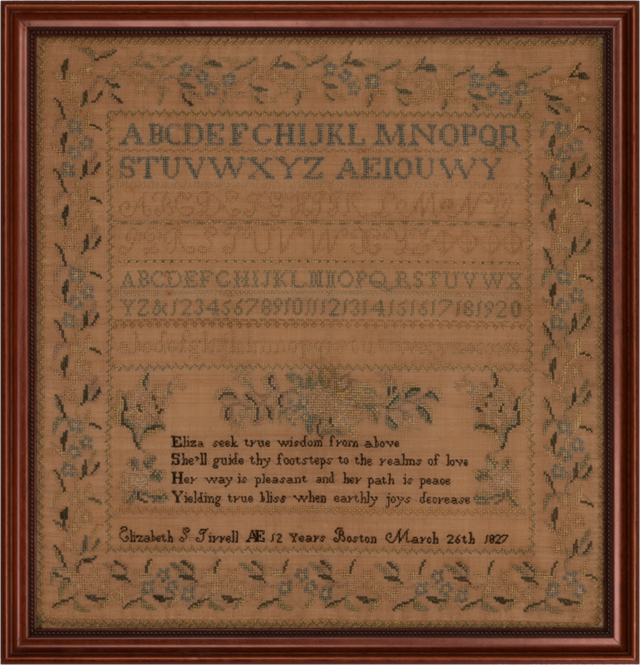 ABCDEFGHIJKL MNOPQR
STUVWXYZ AEIOUWY
ABCDEFGHIJKLMNOPQRSTUVWX
YZ&1234567891011121314151617181920
Eliza seek true wisdom from above
She'll guide thy footsteps to the realms of love
Her way is pleasant and her path is peace
Yielding true bliss when earthly joys decrease
Elizabeth S Tirrell Æ 12 Years Boston March 26th 1827